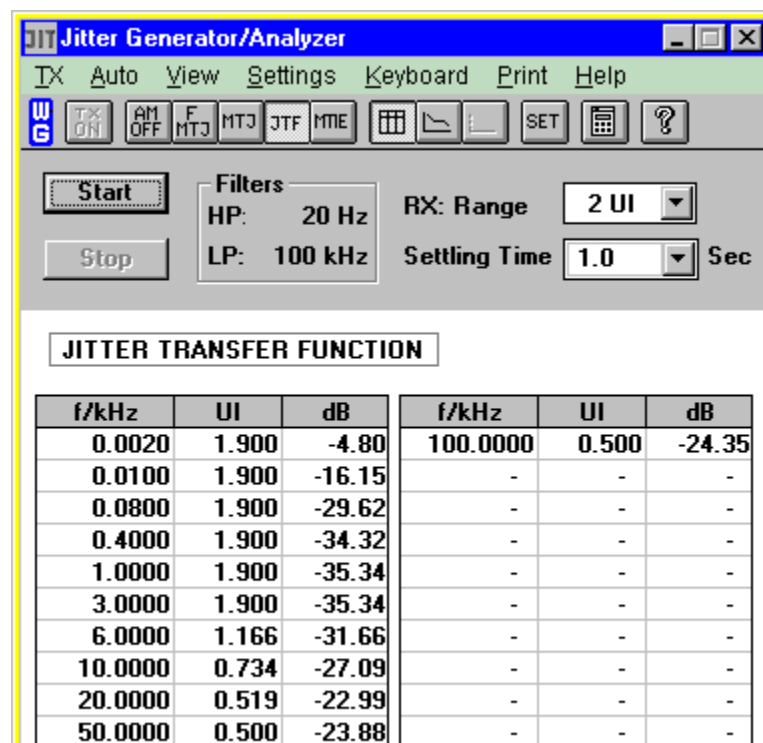 JIT Jitter Generator/Analyzer
TX Auto View Settings Keyboard Print Help
WG TX ON AM OFF F MTJ MTJ JTF MTIE SET ?
Start
Stop
Filters
HP: 20 Hz
LP: 100 kHz
RX: Range 2 UI
Settling Time 1.0 Sec
JITTER TRANSFER FUNCTION
f/kHz UI dB f/kHz UI dB
0.0020 1.900 -4.80 100.0000 0.500 -24.35
0.0100 1.900 -16.15 - - -
0.0800 1.900 -29.62 - - -
0.4000 1.900 -34.32 - - -
1.0000 1.900 -35.34 - - -
3.0000 1.900 -35.34 - - -
6.0000 1.166 -31.66 - - -
10.0000 0.734 -27.09 - - -
20.0000 0.519 -22.99 - - -
50.0000 0.500 -23.88 - - -